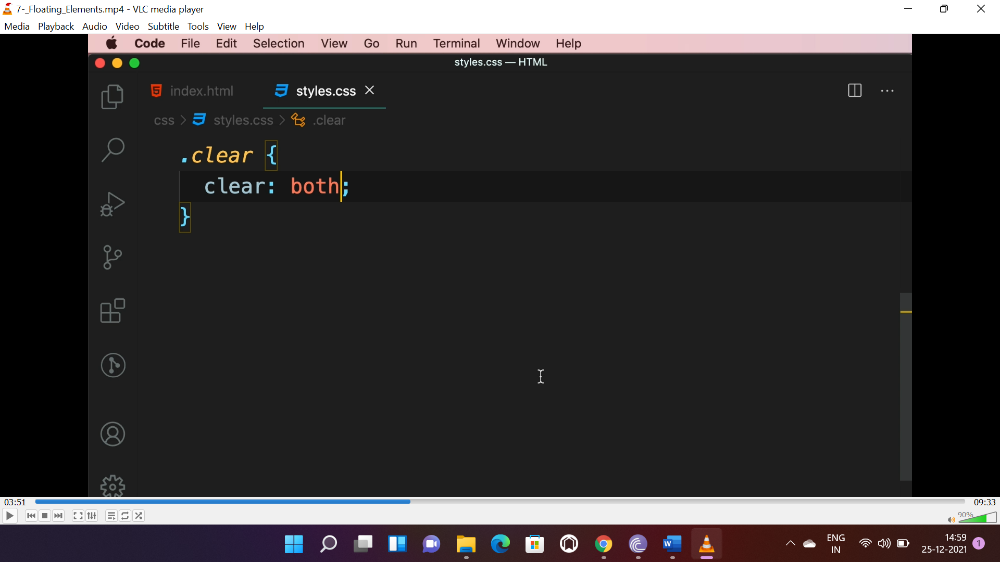 7-_Floating_Elements.mp4 - VLC media player
Media Playback Audio Video Subtitle Tools View Help
Code File Edit Selection View Go Run Terminal Window Help
styles.css — HTML
index.html styles.css
css > styles.css > .clear
.clear {
clear: both;
}
03:51 09:33
90%
ENG 14:59
IN 25-12-2021 1